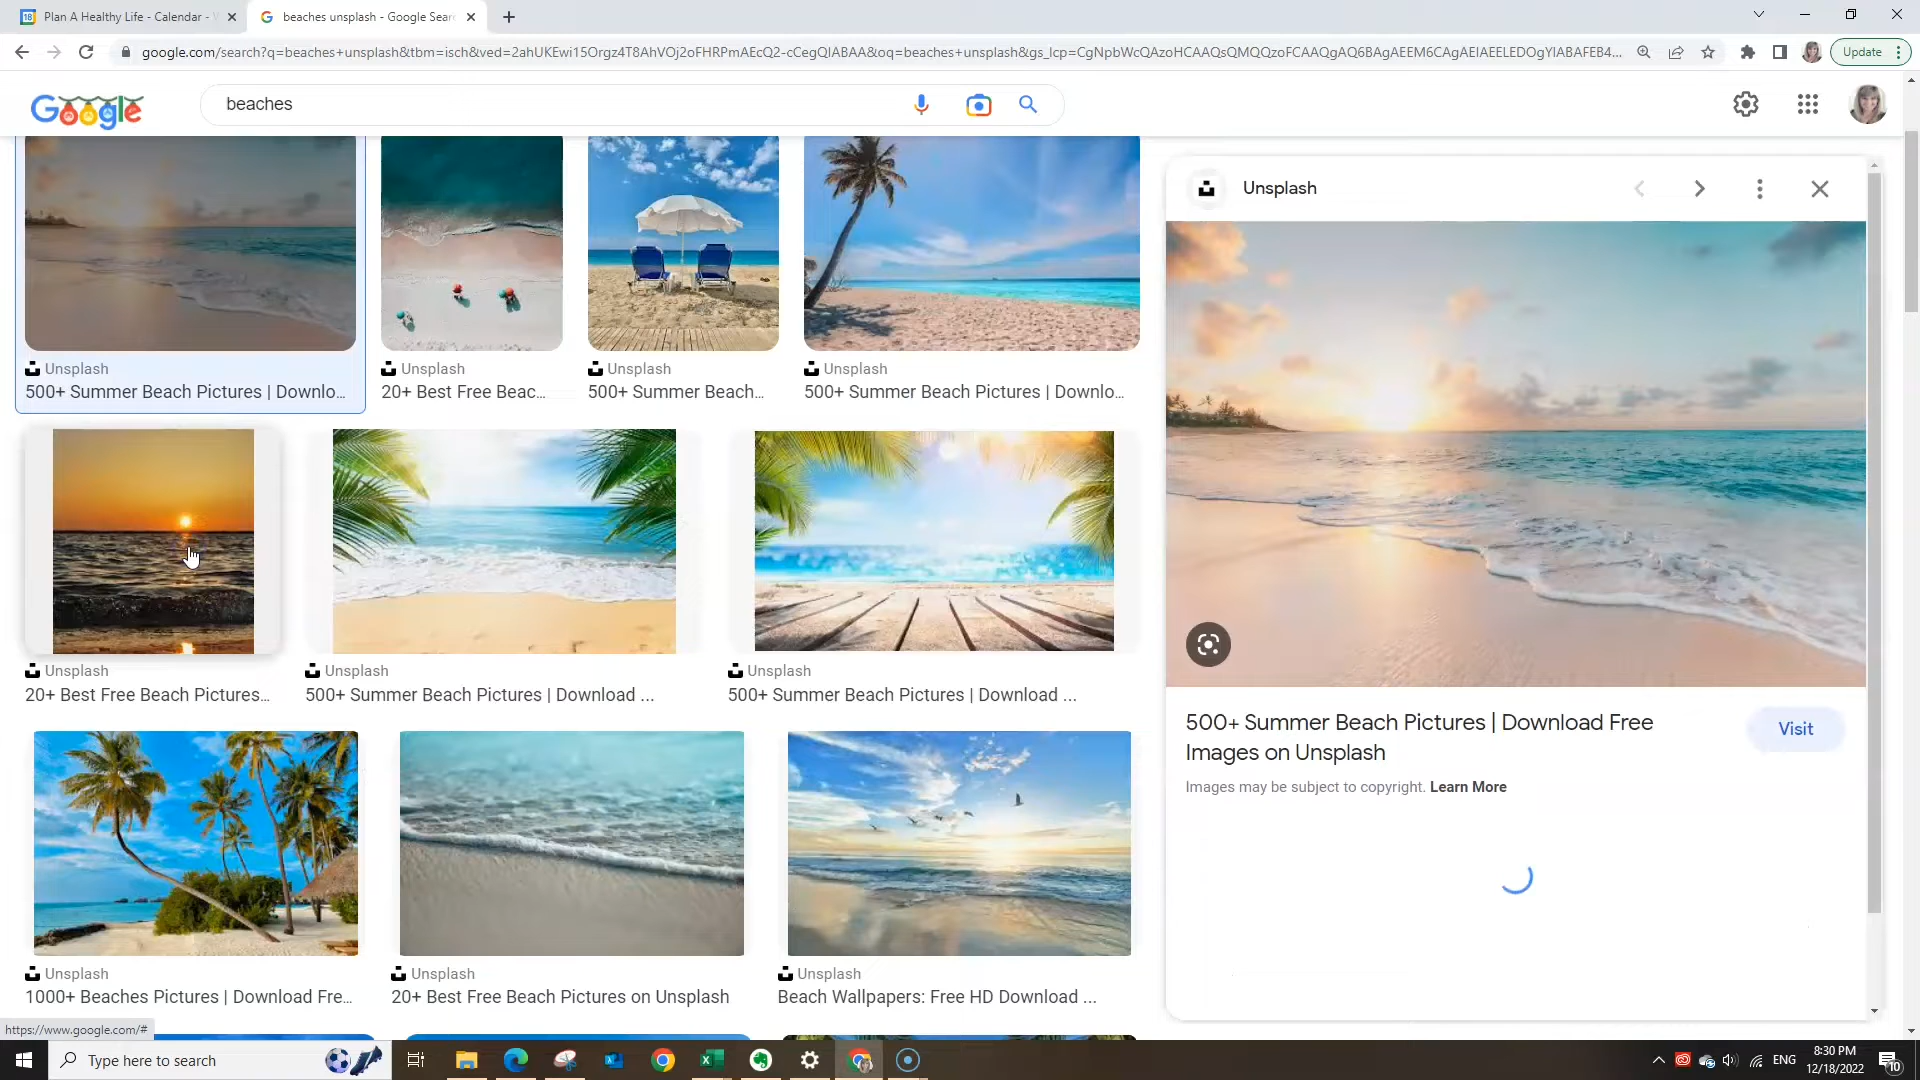 18 Plan A Healthy Life - Calendar -
beaches unsplash - Google Sear
google.com/search?q=beaches+unsplash&tbm=isch&ved=2ahUKEwi15Orgz4T8AhVOj2oFHRPmAEcQ2-cCegQIABAA&oq=beaches+unsplash&gs_lcp=CgNpbWcQAzoHCAAQsQMQQzoFCAAQgAQ6BAgAEEM6CAgAEIAEELEDOgYIABAFEB4...
Update
Google
beaches
Unsplash
Unsplash
500+ Summer Beach Pictures | Downlo...
Unsplash
20+ Best Free Beac...
Unsplash
500+ Summer Beach...
Unsplash
500+ Summer Beach Pictures | Downlo...
Unsplash
20+ Best Free Beach Pictures...
Unsplash
500+ Summer Beach Pictures | Download ...
Unsplash
500+ Summer Beach Pictures | Download ...
500+ Summer Beach Pictures | Download Free
Images on Unsplash
Visit
Images may be subject to copyright. Learn More
Unsplash
1000+ Beaches Pictures | Download Fre...
Unsplash
20+ Best Free Beach Pictures on Unsplash
Unsplash
Beach Wallpapers: Free HD Download ...
https://www.google.com/#
Type here to search
ENG
8:30 PM
12/18/2022
10